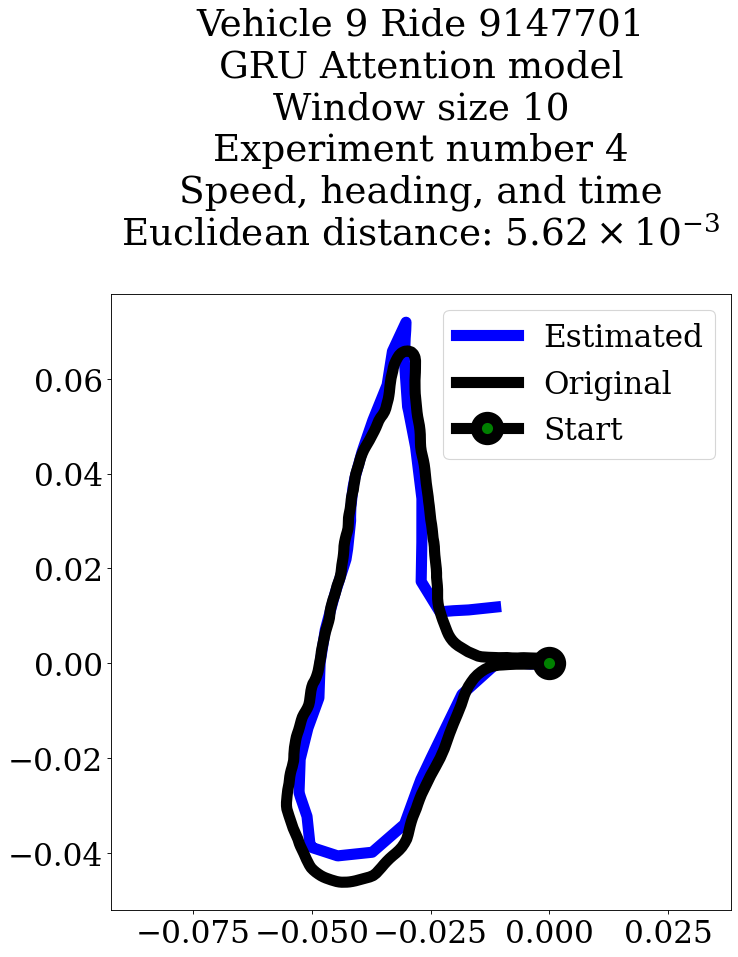 Vehicle 9 Ride 9147701
GRU Attention model
Window size 10
Experiment number 4
Speed, heading, and time
Euclidean distance: 5.62 × 10⁻³
Estimated
Original
Start
0.06
0.04
0.02
0.00
−0.02
−0.04
−0.075 −0.050 −0.025 0.000 0.025